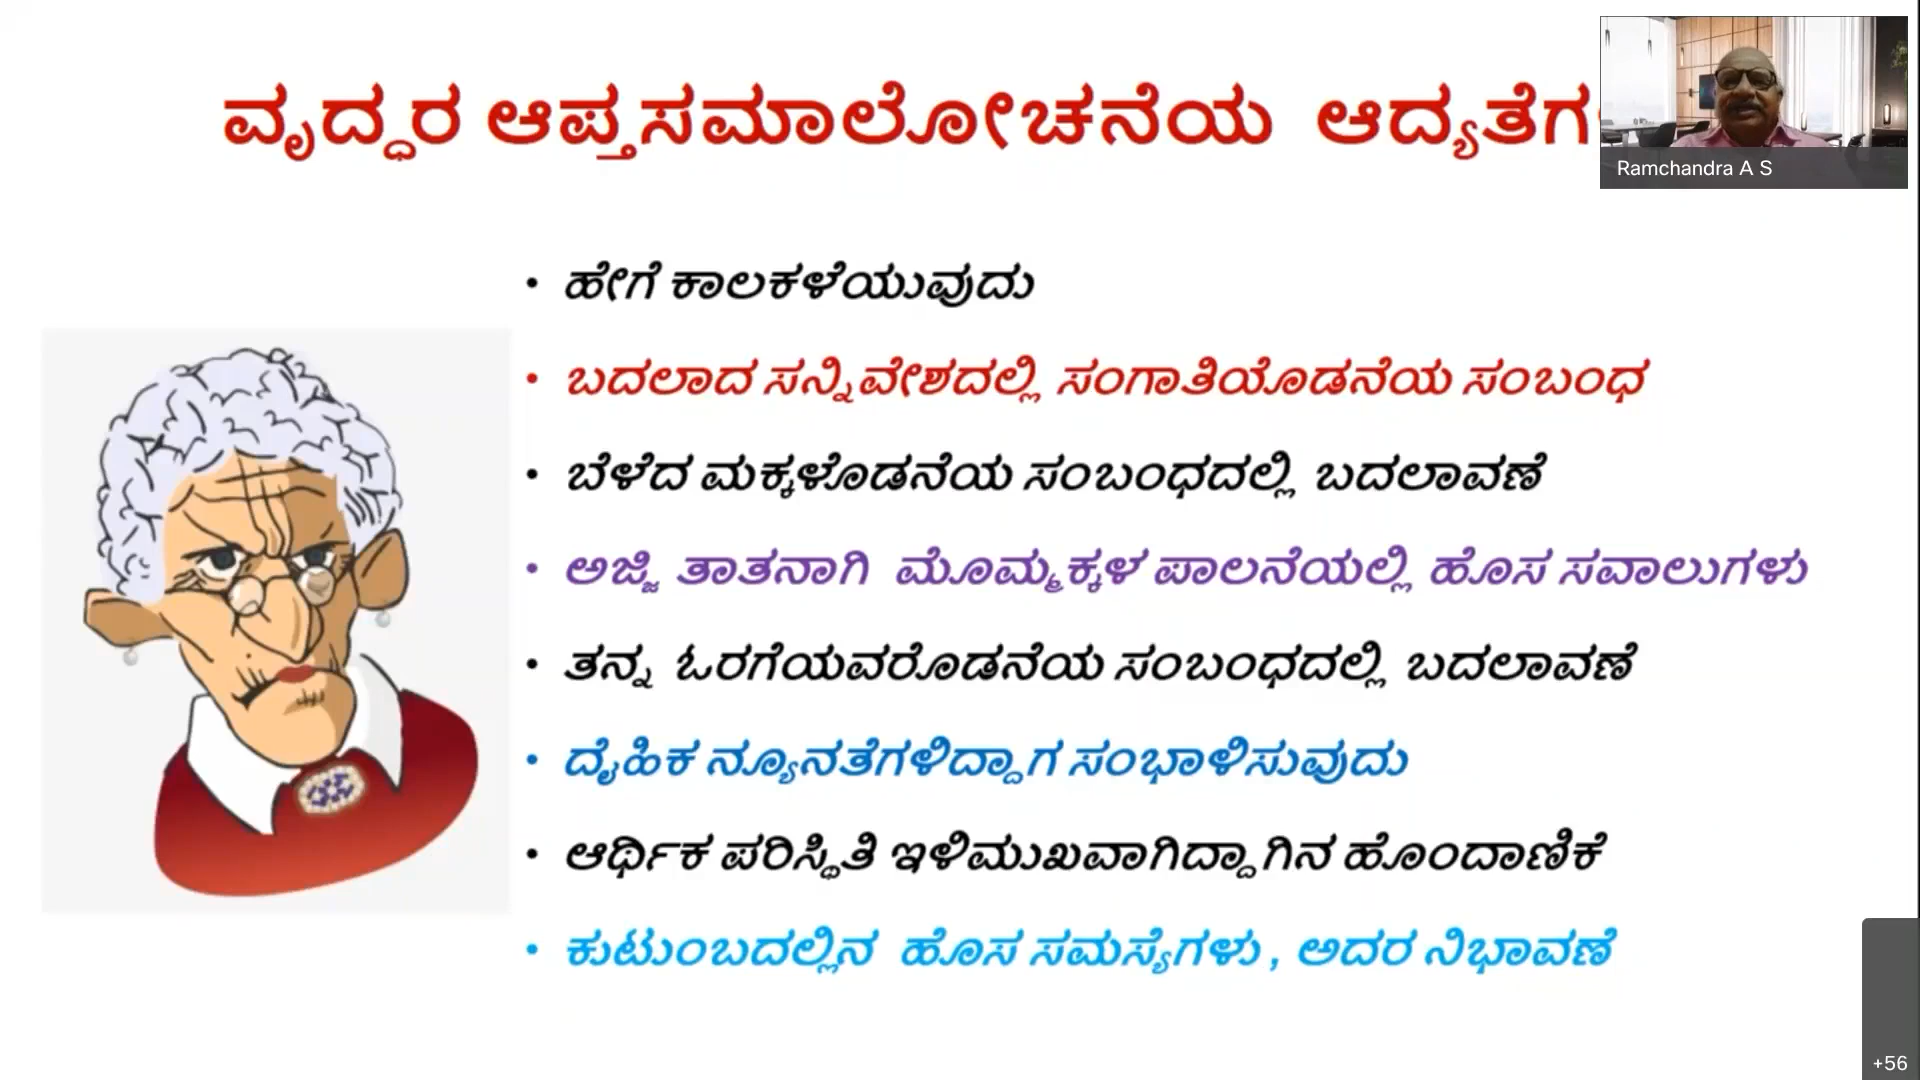 ವೃದ್ಧರ ಆಪ್ತಸಮಾಲೋಚನೆಯ ಆದ್ಯತೆಗ
Ramchandra A S
• ಹೇಗೆ ಕಾಲಕಳೆಯುವುದು
• ಬದಲಾದ ಸನ್ನಿವೇಶದಲ್ಲಿ ಸಂಗಾತಿಯೊಡನೆಯ ಸಂಬಂಧ
• ಬೆಳೆದ ಮಕ್ಕಳೊಡನೆಯ ಸಂಬಂಧದಲ್ಲಿ ಬದಲಾವಣೆ
• ಅಜ್ಜಿ ತಾತನಾಗಿ ಮೊಮ್ಮಕ್ಕಳ ಪಾಲನೆಯಲ್ಲಿ ಹೊಸ ಸವಾಲುಗಳು
• ತನ್ನ ಓರಗೆಯವರೊಡನೆಯ ಸಂಬಂಧದಲ್ಲಿ ಬದಲಾವಣೆ
• ದೈಹಿಕ ನ್ಯೂನತೆಗಳಿದ್ದಾಗ ಸಂಭಾಳಿಸುವುದು
• ಆರ್ಥಿಕ ಪರಿಸ್ಥಿತಿ ಇಳಿಮುಖವಾಗಿದ್ದಾಗಿನ ಹೊಂದಾಣಿಕೆ
• ಕುಟುಂಬದಲ್ಲಿನ ಹೊಸ ಸಮಸ್ಯೆಗಳು, ಅದರ ನಿಭಾವಣೆ
+56